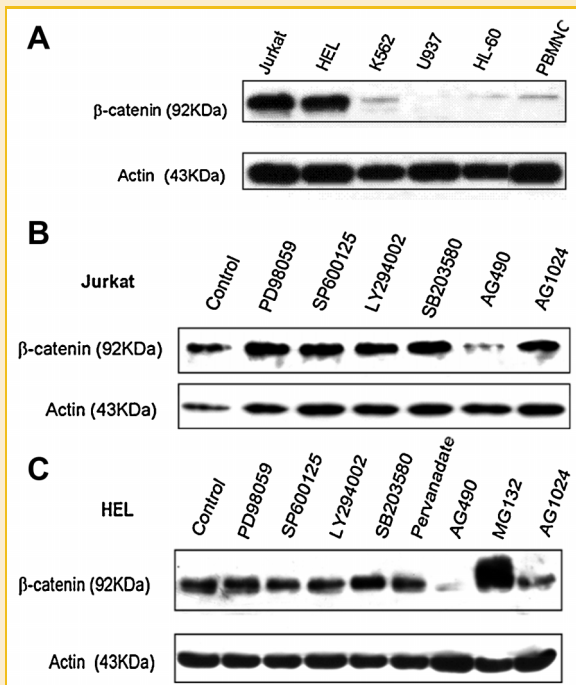 A
Jurkat HEL K562 U937 HL-60 PBMNC
β-catenin (92KDa)
Actin (43KDa)
B
Jurkat
Control PD98059 SP600125 LY294002 SB203580 AG490 AG1024
β-catenin (92KDa)
Actin (43KDa)
C
HEL
Control PD98059 SP600125 LY294002 SB203580 Pervanadate AG490 MG132 AG1024
β-catenin (92KDa)
Actin (43KDa)